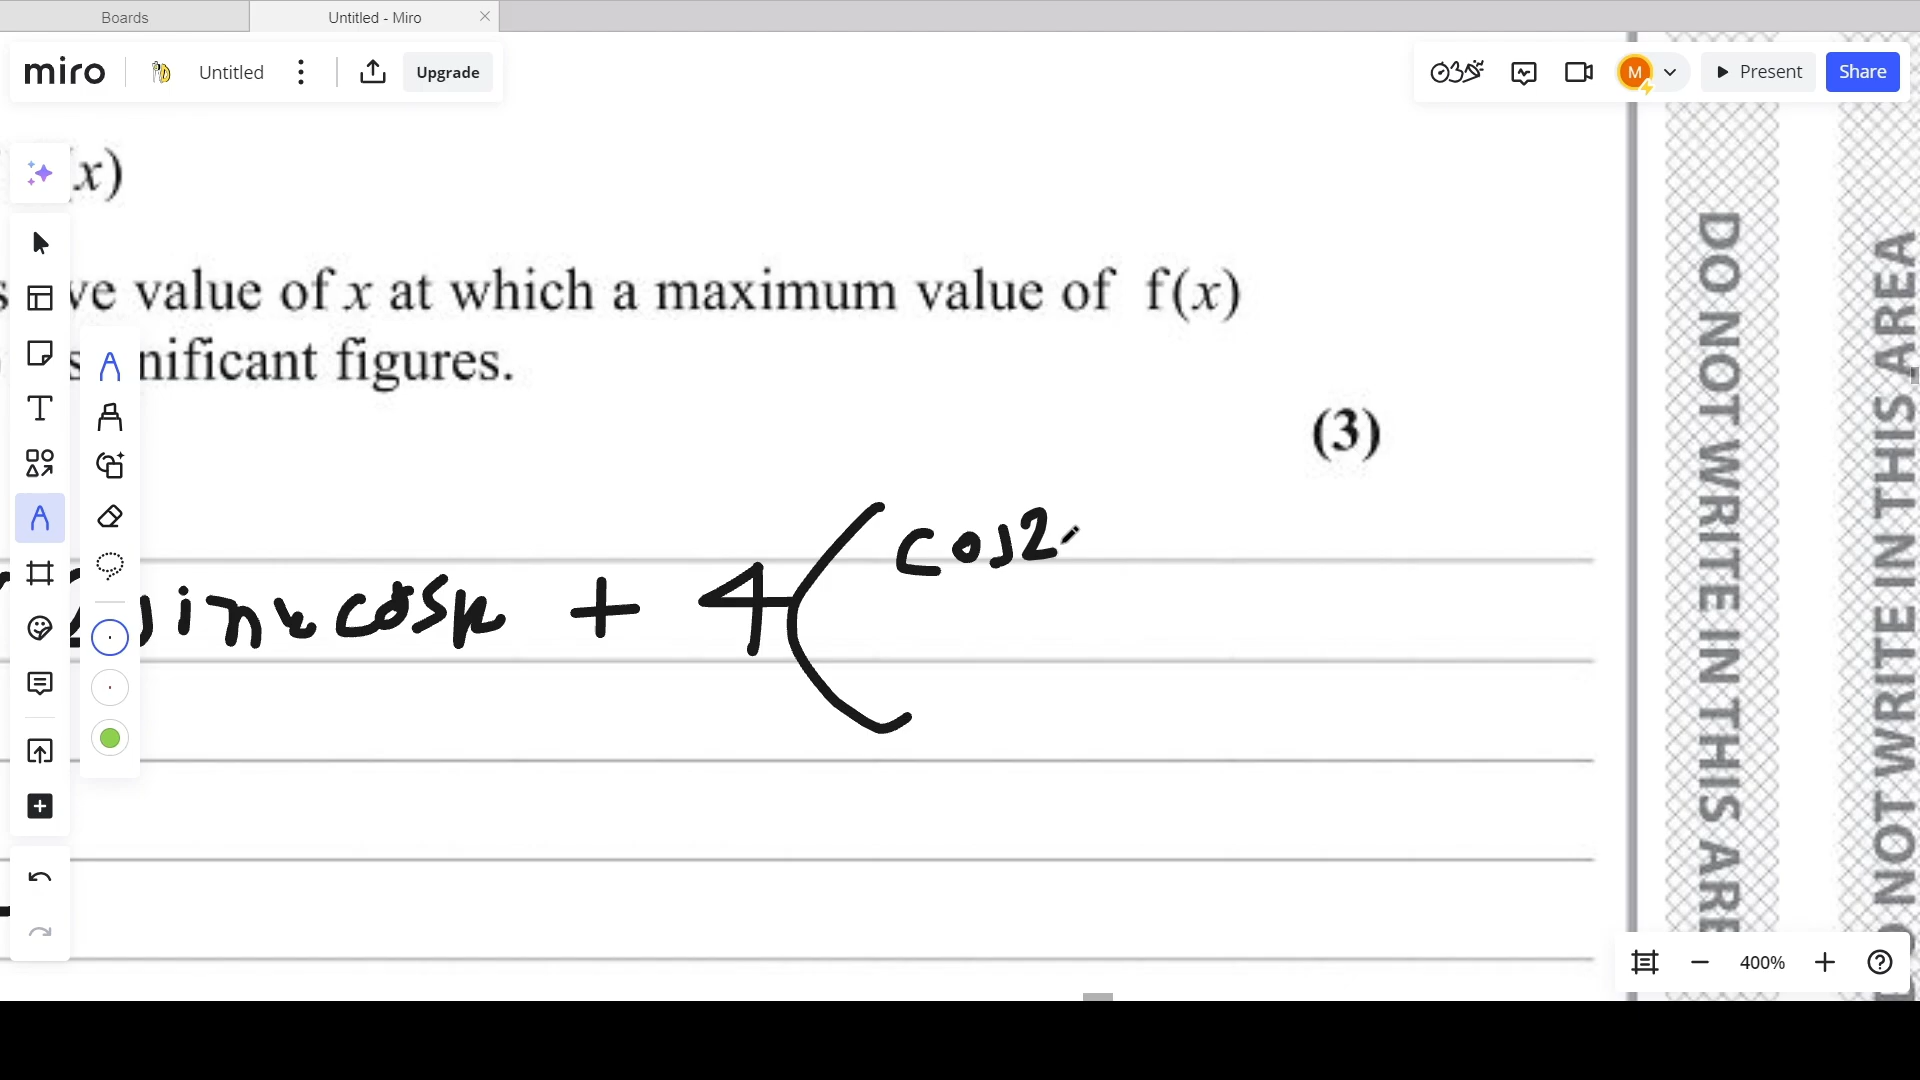 Boards
Untitled - Miro
miro
Untitled
Upgrade
M
Present
Share
x)
ve value of x at which a maximum value of f(x)
nificant figures.
(3)
sinx cosx + 4( cos2
400%
DO NOT WRITE IN THIS ARE
NOT WRITE IN THIS AREA